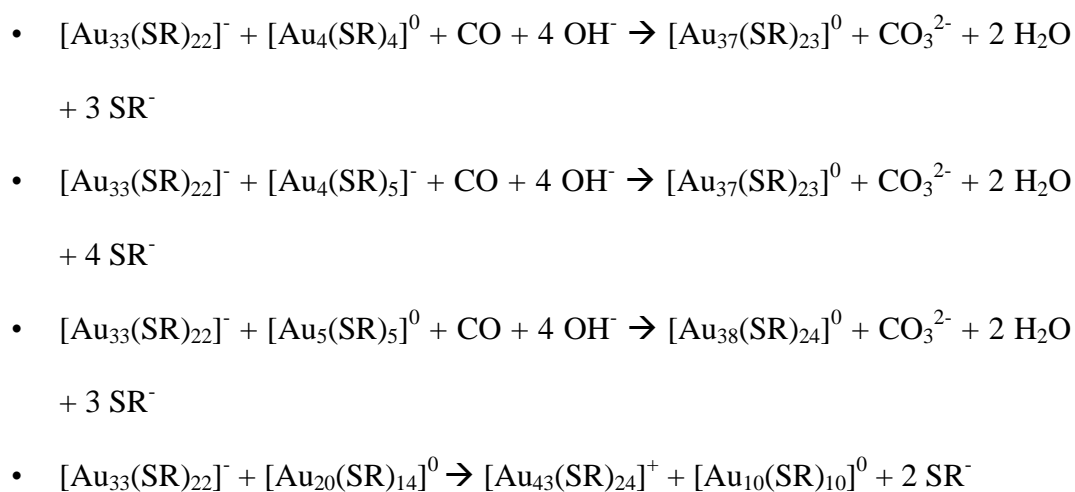 • [Au₃₃(SR)₂₂]⁻ + [Au₄(SR)₄]⁰ + CO + 4 OH⁻ → [Au₃₇(SR)₂₃]⁰ + CO₃²⁻ + 2 H₂O
+ 3 SR⁻
• [Au₃₃(SR)₂₂]⁻ + [Au₄(SR)₅]⁻ + CO + 4 OH⁻ → [Au₃₇(SR)₂₃]⁰ + CO₃²⁻ + 2 H₂O
+ 4 SR⁻
• [Au₃₃(SR)₂₂]⁻ + [Au₅(SR)₅]⁰ + CO + 4 OH⁻ → [Au₃₈(SR)₂₄]⁰ + CO₃²⁻ + 2 H₂O
+ 3 SR⁻
• [Au₃₃(SR)₂₂]⁻ + [Au₂₀(SR)₁₄]⁰ → [Au₄₃(SR)₂₄]⁺ + [Au₁₀(SR)₁₀]⁰ + 2 SR⁻